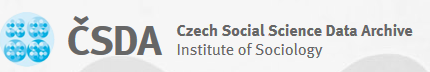 ČSDA
Czech Social Science Data Archive
Institute of Sociology